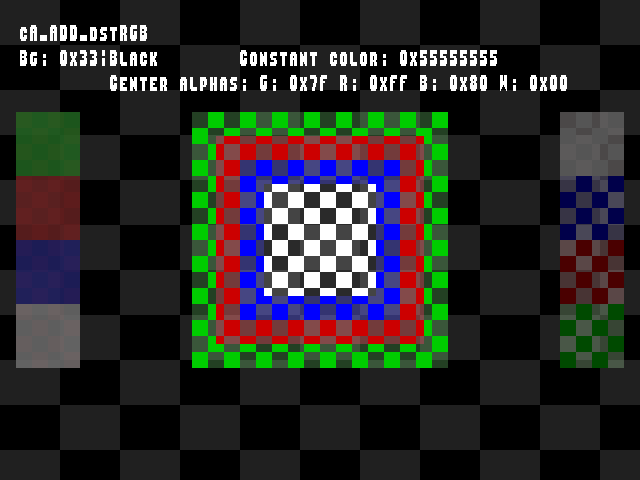 cA_ADD_dstRGB
Bg: 0x33|Black Constant color: 0x55555555
Center alphas: G: 0x7f R: 0xff B: 0x80 W: 0x00